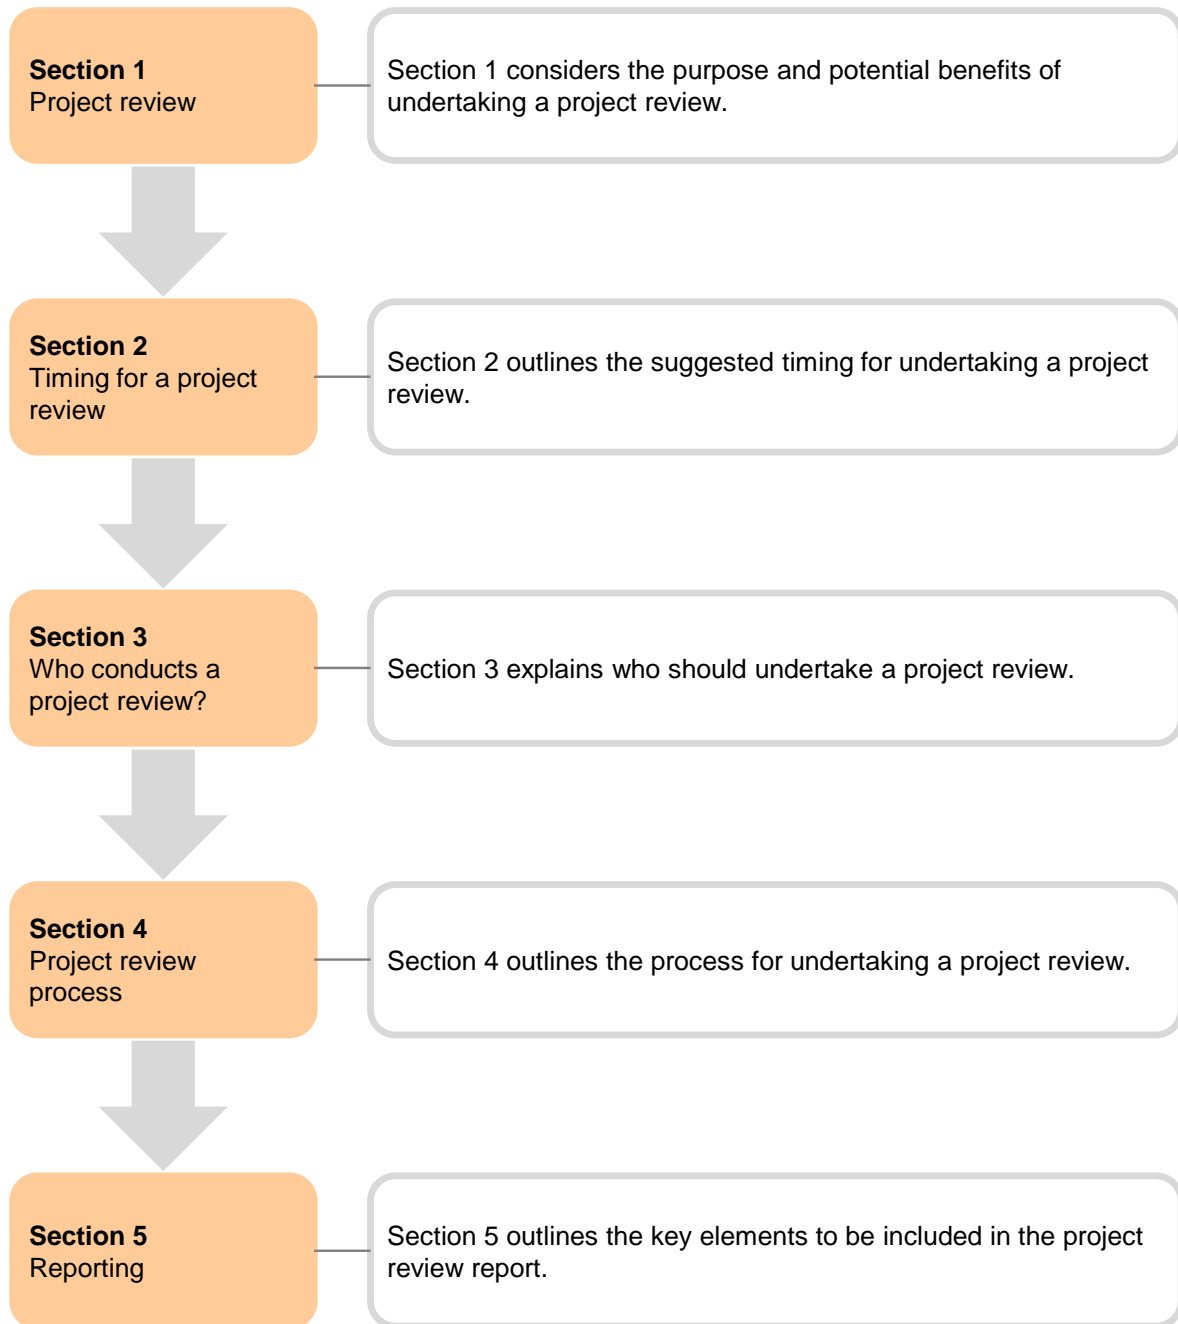 Section 1
Project review
Section 1 considers the purpose and potential benefits of
undertaking a project review.
Section 2
Timing for a project
review
Section 2 outlines the suggested timing for undertaking a project
review.
Section 3
Who conducts a
project review?
Section 3 explains who should undertake a project review.
Section 4
Project review
process
Section 4 outlines the process for undertaking a project review.
Section 5
Reporting
Section 5 outlines the key elements to be included in the project
review report.